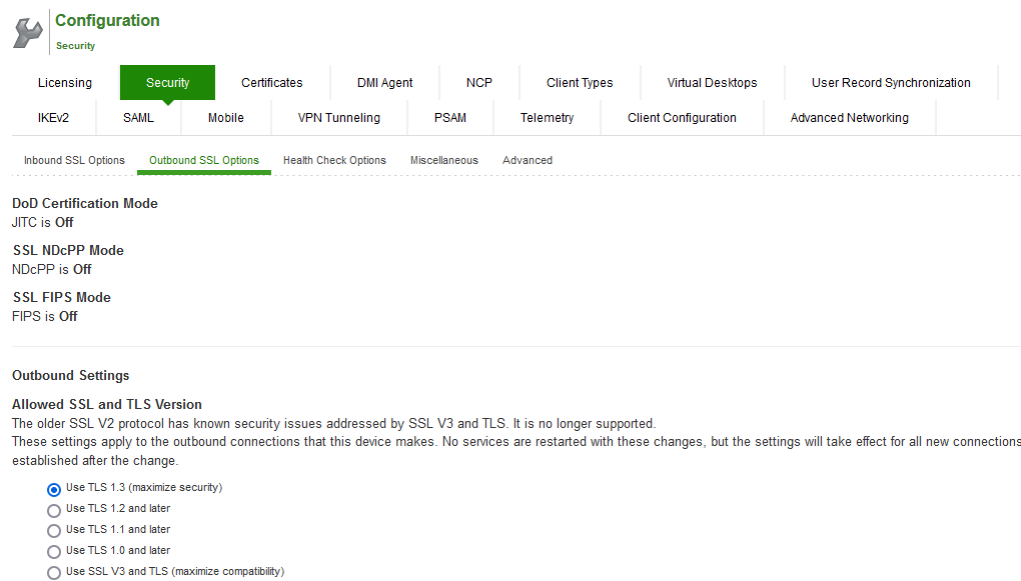 Configuration
Security
Licensing Security Certificates DMI Agent NCP Client Types Virtual Desktops User Record Synchronization
IKEv2 SAML Mobile VPN Tunneling PSAM Telemetry Client Configuration Advanced Networking
Inbound SSL Options Outbound SSL Options Health Check Options Miscellaneous Advanced
DoD Certification Mode
JITC is Off
SSL NDcPP Mode
NDcPP is Off
SSL FIPS Mode
FIPS is Off
Outbound Settings
Allowed SSL and TLS Version
The older SSL V2 protocol has known security issues addressed by SSL V3 and TLS. It is no longer supported.
These settings apply to the outbound connections that this device makes. No services are restarted with these changes, but the settings will take effect for all new connections
established after the change.
Use TLS 1.3 (maximize security)
Use TLS 1.2 and later
Use TLS 1.1 and later
Use TLS 1.0 and later
Use SSL V3 and TLS (maximize compatibility)